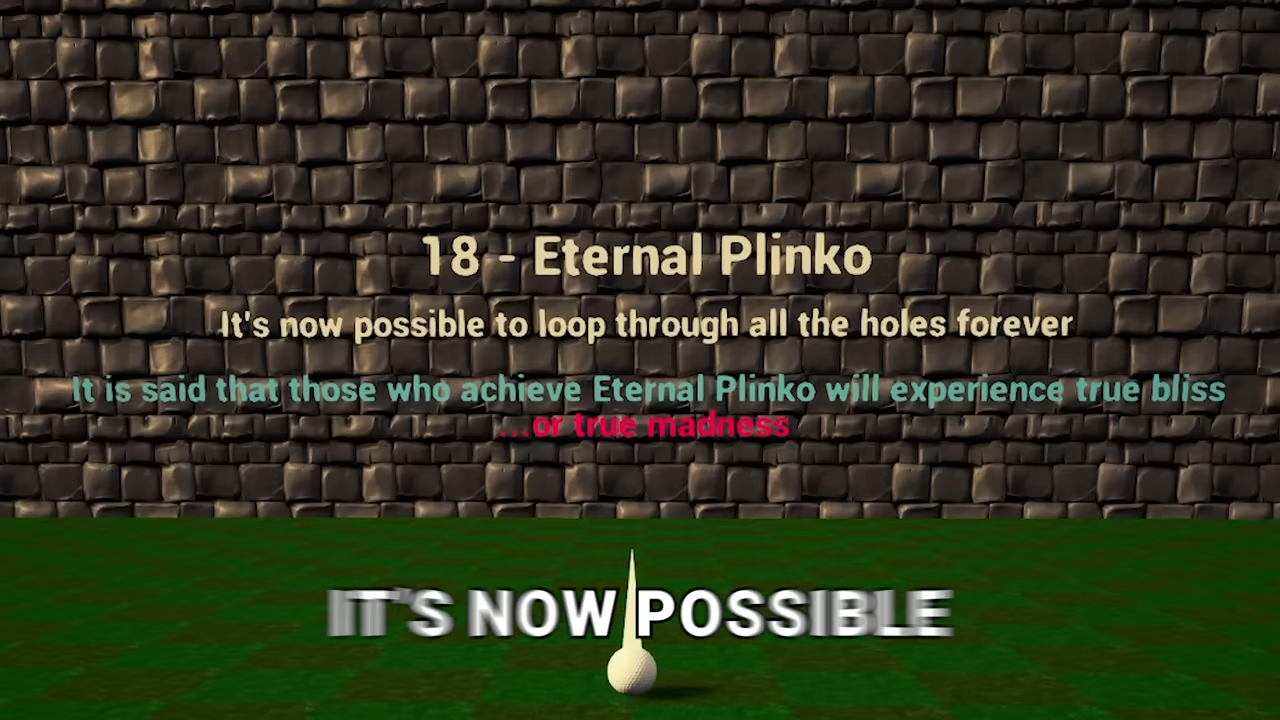 18 - Eternal Plinko
It's now possible to loop through all the holes forever
It is said that those who achieve Eternal Plinko will experience true bliss
...or true madness
IT'S NOW POSSIBLE